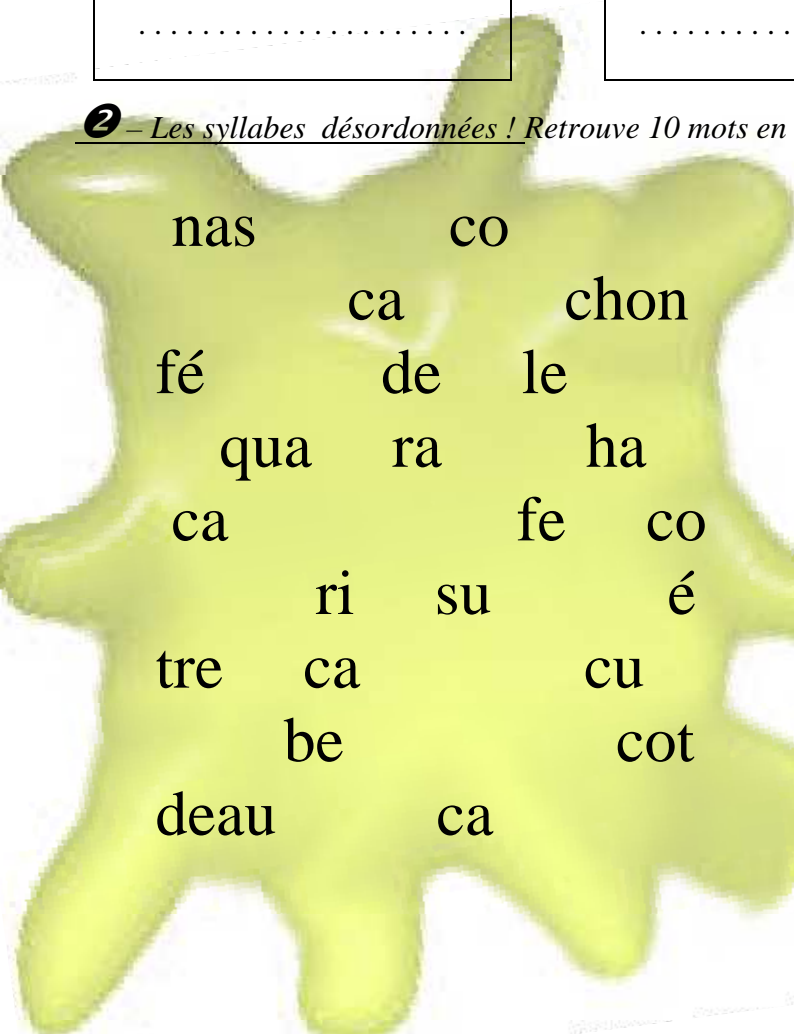 . . . . . . . . . . . . . . . . . . . . . . . . . . . . . . .
❷ – Les syllabes désordonnées ! Retrouve 10 mots en
nas co
ca chon
fé de le
qua ra ha
ca fe co
ri su é
tre ca cu
be cot
deau ca